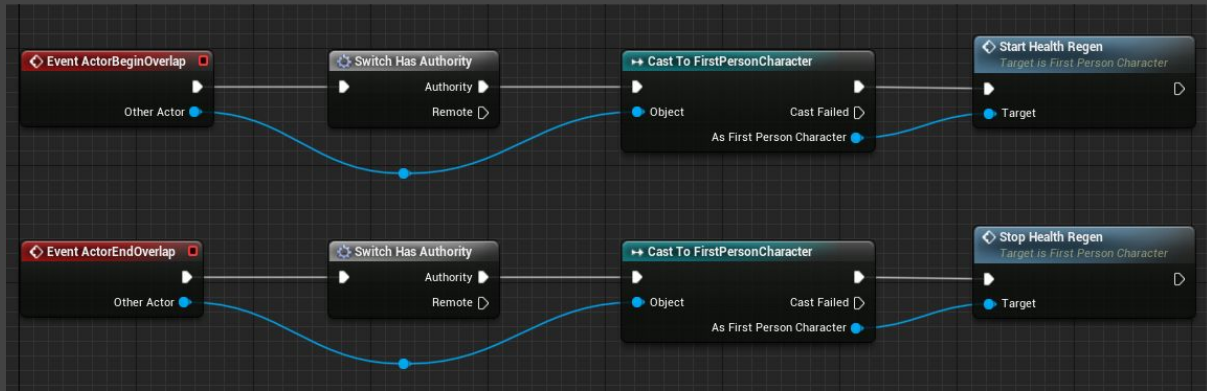 Event ActorBeginOverlap
Other Actor
Switch Has Authority
Authority
Remote
Cast To FirstPersonCharacter
Object
Cast Failed
As First Person Character
Start Health Regen
Target is First Person Character
Target
Event ActorEndOverlap
Other Actor
Switch Has Authority
Authority
Remote
Cast To FirstPersonCharacter
Object
Cast Failed
As First Person Character
Stop Health Regen
Target is First Person Character
Target